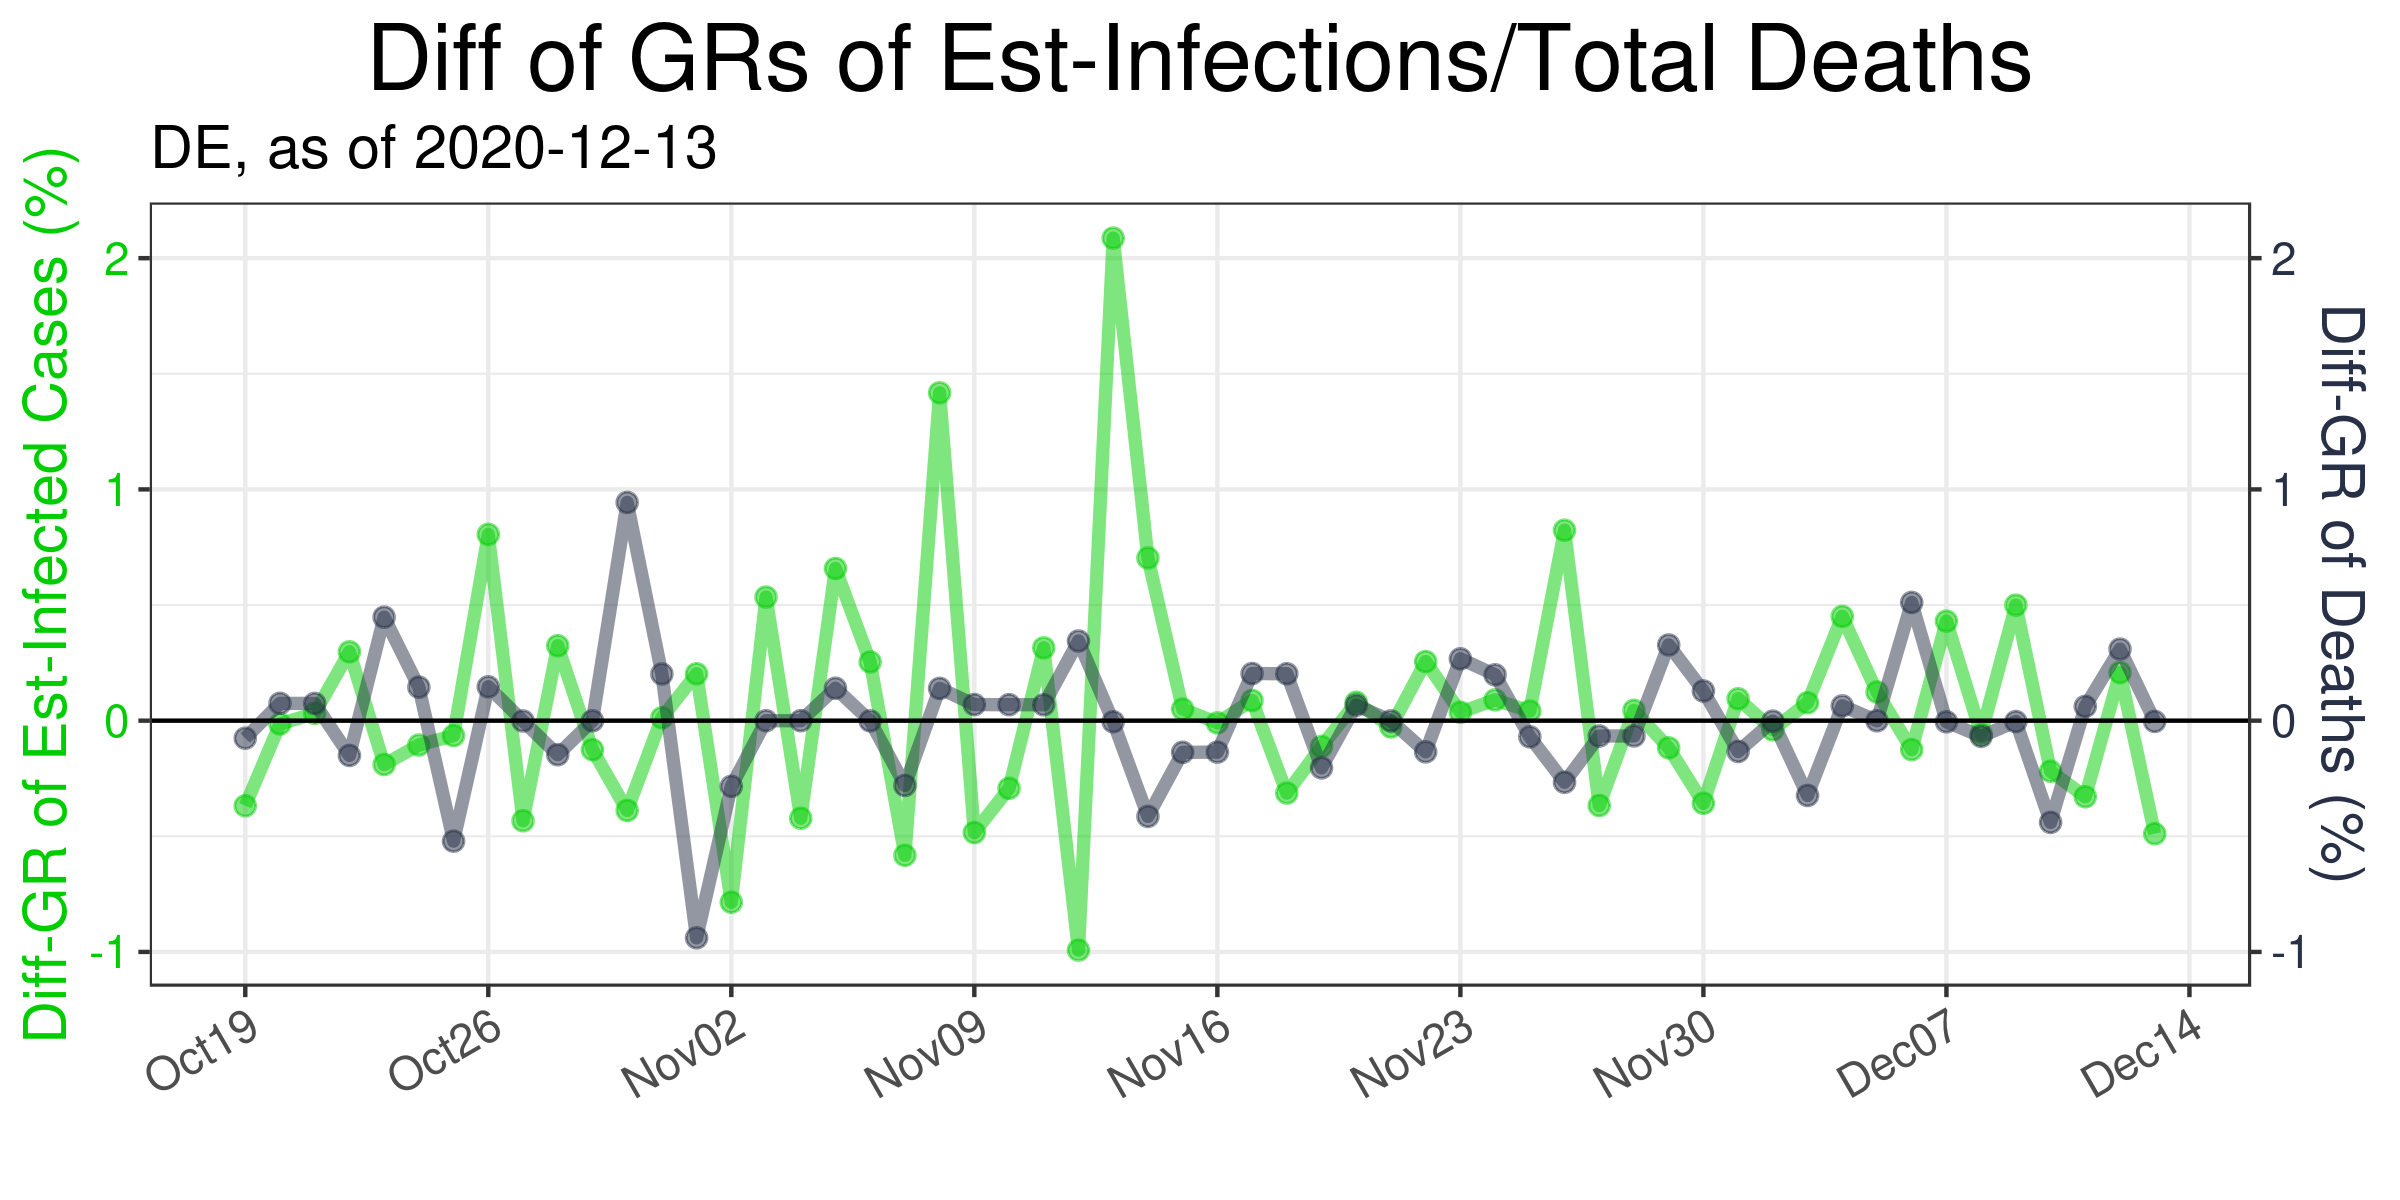 Diff of GRs of Est-Infections/Total Deaths
DE, as of 2020-12-13
Diff-GR of Est-Infected Cases (%)
2
1
0
-1
2
1
0
-1
Diff-GR of Deaths (%)
Oct19
Oct26
Nov02
Nov09
Nov16
Nov23
Nov30
Dec07
Dec14